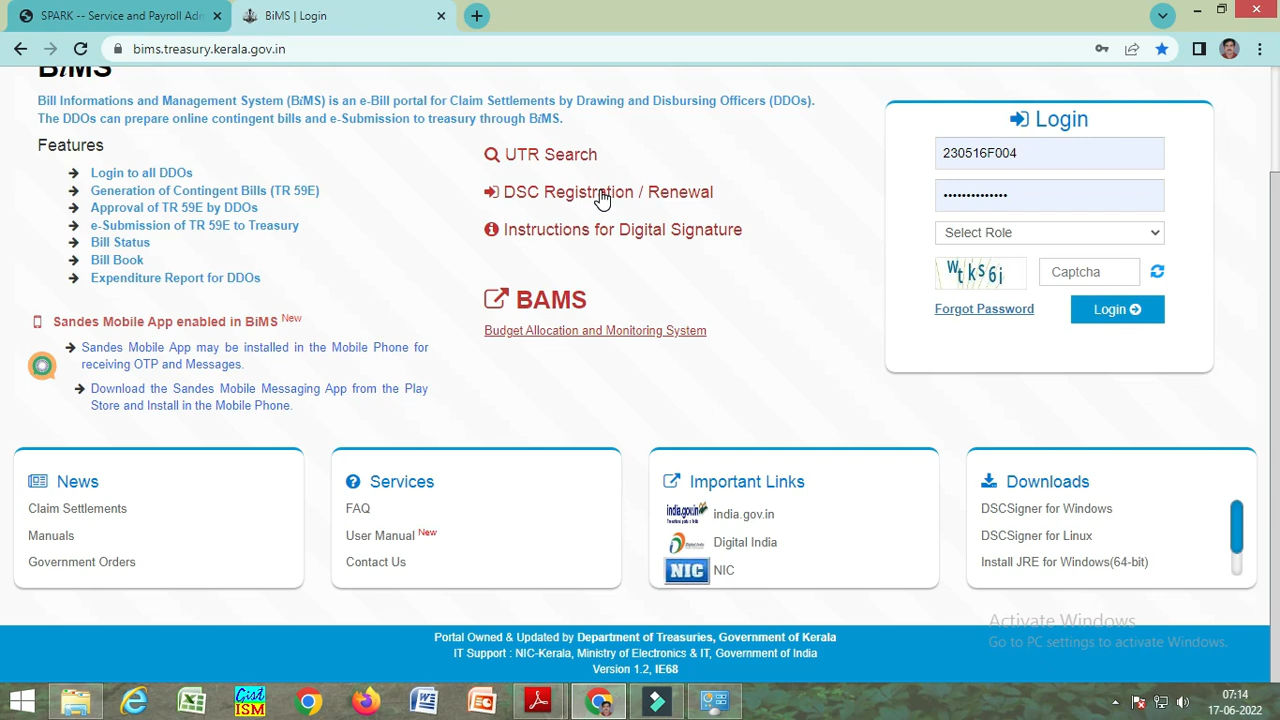 SPARK -- Service and Payroll Adm
BiMS | Login
bims.treasury.kerala.gov.in
BiMS
Bill Informations and Management System (BiMS) is an e-Bill portal for Claim Settlements by Drawing and Disbursing Officers (DDOs).
The DDOs can prepare online contingent bills and e-Submission to treasury through BiMS.
Features
Login to all DDOs
Generation of Contingent Bills (TR 59E)
Approval of TR 59E by DDOs
e-Submission of TR 59E to Treasury
Bill Status
Bill Book
Expenditure Report for DDOs
Sandes Mobile App enabled in BiMS New
Sandes Mobile App may be installed in the Mobile Phone for
receiving OTP and Messages.
Download the Sandes Mobile Messaging App from the Play
Store and Install in the Mobile Phone.
UTR Search
DSC Registration / Renewal
Instructions for Digital Signature
BAMS
Budget Allocation and Monitoring System
Login
230516F004
••••••••••••••
Select Role
Wtks6i
Captcha
Forgot Password
Login
News
Claim Settlements
Manuals
Government Orders
Services
FAQ
User Manual New
Contact Us
Important Links
india.gov.in
india.gov.in
Digital India
NIC
NIC
Downloads
DSCSigner for Windows
DSCSigner for Linux
Install JRE for Windows(64-bit)
Activate Windows
Go to PC settings to activate Windows.
Portal Owned & Updated by Department of Treasuries, Government of Kerala
IT Support : NIC-Kerala, Ministry of Electronics & IT, Government of India
Version 1.2, IE68
Gist
ISM
07:14
17-06-2022